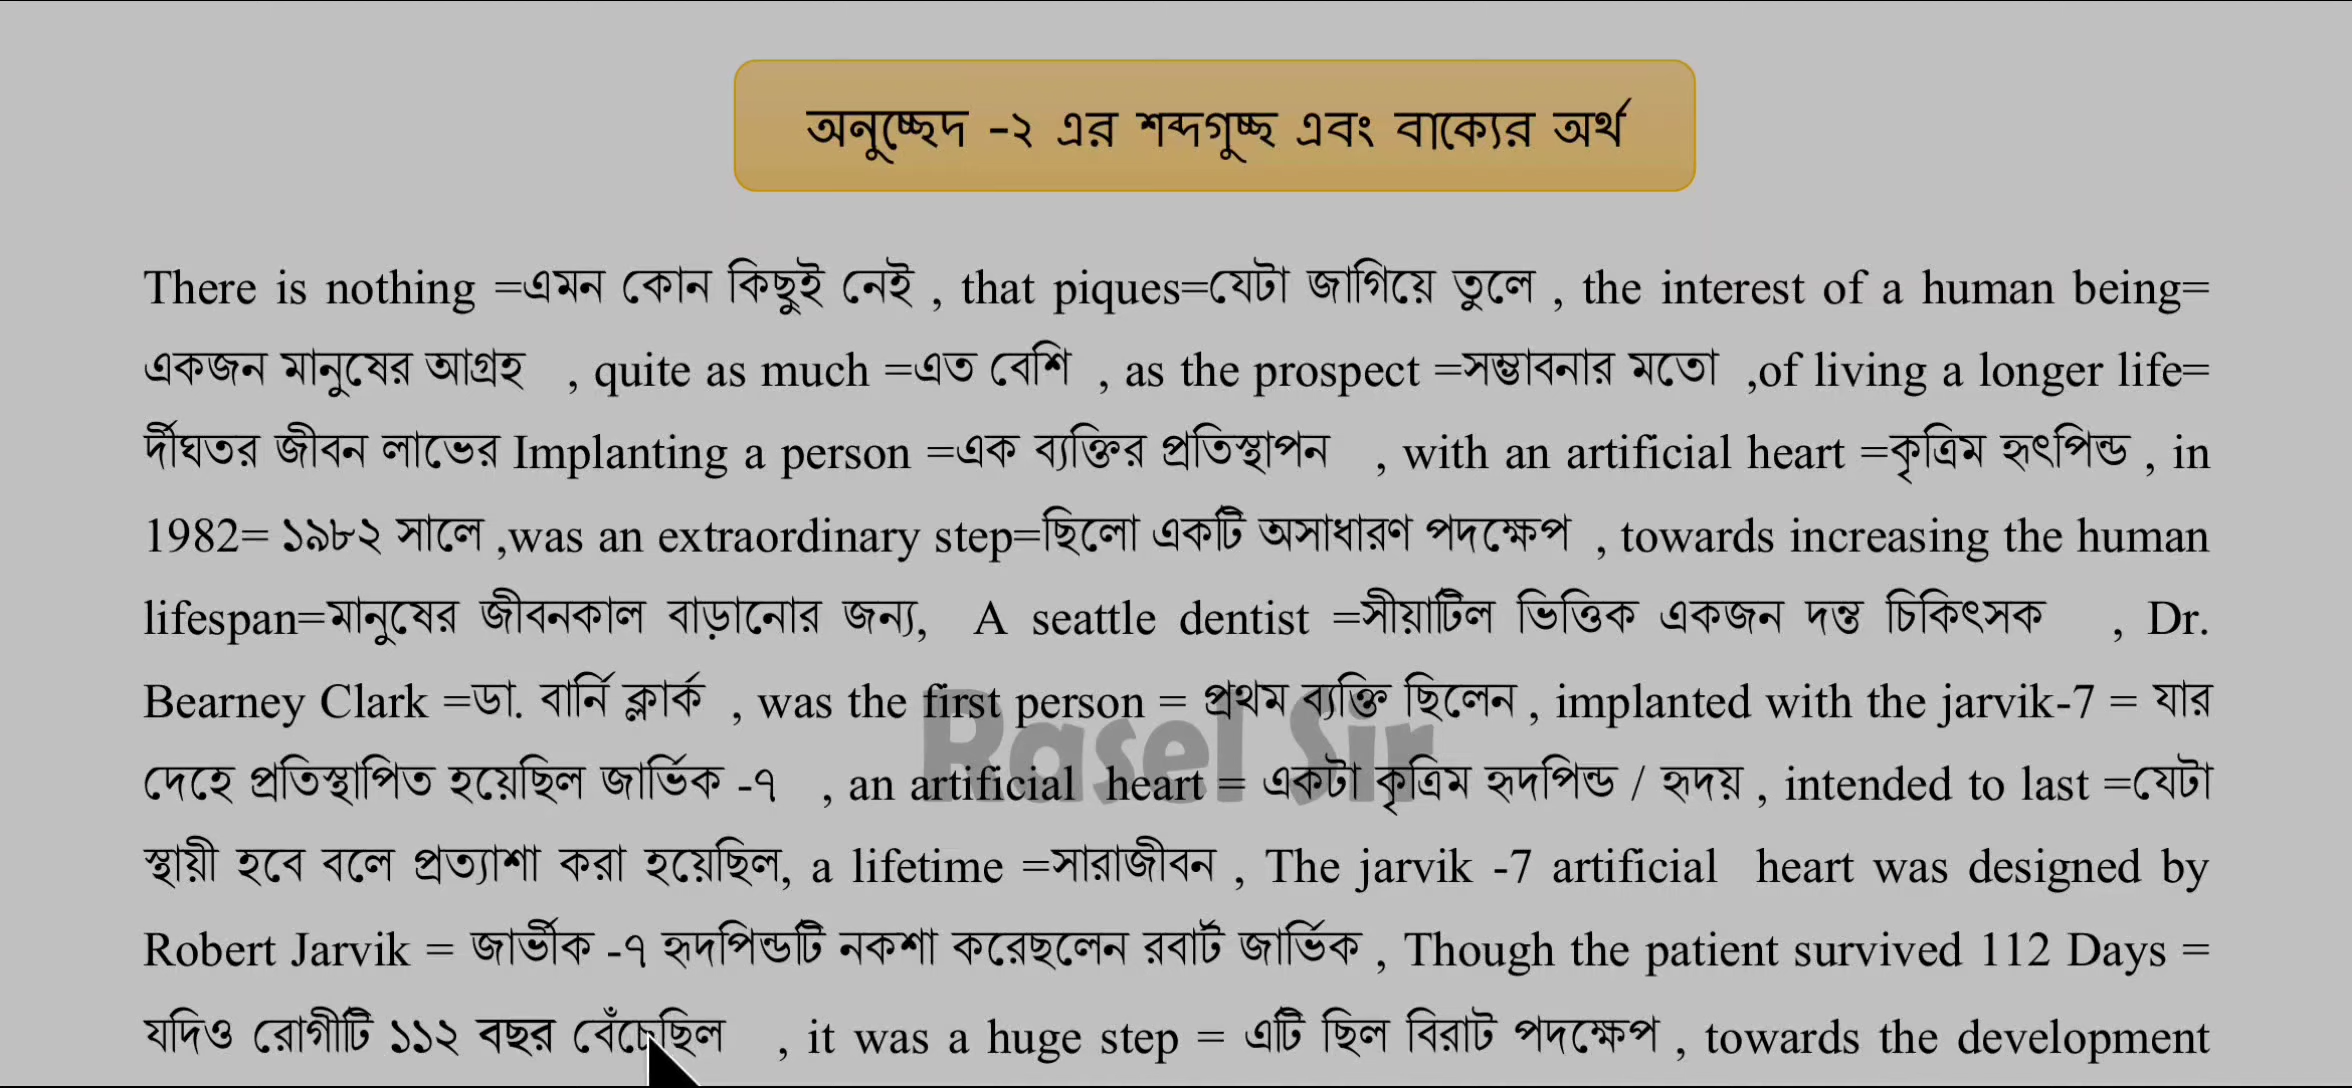 অনুচ্ছেদ -২ এর শব্দগুচ্ছ এবং বাক্যের অর্থ
There is nothing =এমন কোন কিছুই নেই , that piques=যেটা জাগিয়ে তুলে , the interest of a human being=
একজন মানুষের আগ্রহ , quite as much =এত বেশি , as the prospect =সম্ভাবনার মতো ,of living a longer life=
র্দীঘতর জীবন লাভের Implanting a person =এক ব্যক্তির প্রতিস্থাপন , with an artificial heart =কৃত্রিম হৃৎপিন্ড , in
1982= ১৯৮২ সালে ,was an extraordinary step=ছিলো একটি অসাধারণ পদক্ষেপ , towards increasing the human
lifespan=মানুষের জীবনকাল বাড়ানোর জন্য, A seattle dentist =সীয়াটিল ভিত্তিক একজন দন্ত চিকিৎসক , Dr.
Bearney Clark =ডা. বার্নি ক্লার্ক , was the first person = প্রথম ব্যক্তি ছিলেন , implanted with the jarvik-7 = যার
দেহে প্রতিস্থাপিত হয়েছিল জার্ভিক -৭ , an artificial heart = একটা কৃত্রিম হৃদপিন্ড / হৃদয় , intended to last =যেটা
Rasel Sir
স্থায়ী হবে বলে প্রত্যাশা করা হয়েছিল, a lifetime =সারাজীবন , The jarvik -7 artificial heart was designed by
Robert Jarvik = জার্ভীক -৭ হৃদপিন্ডটি নকশা করেছলেন রবার্ট জার্ভিক , Though the patient survived 112 Days =
যদিও রোগীটি ১১২ বছর বেঁচেছিল , it was a huge step = এটি ছিল বিরাট পদক্ষেপ , towards the development